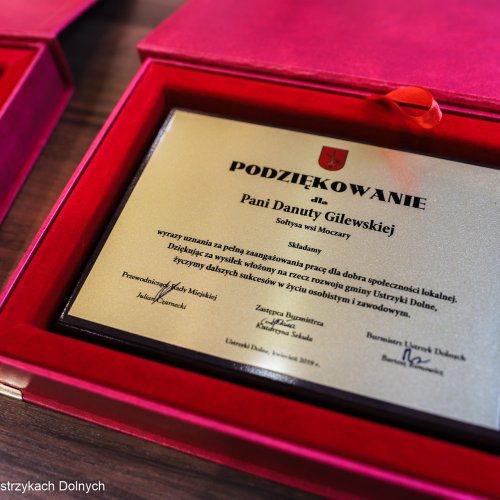 PODZIĘKOWANIE
dla
Pani Danuty Gilewskiej
Sołtysa wsi Moczary
Składamy
wyrazy uznania za pełną zaangażowania pracę dla dobra społeczności lokalnej.
Dziękując za wysiłek włożony na rzecz rozwoju gminy Ustrzyki Dolne,
życzymy dalszych sukcesów w życiu osobistym i zawodowym.
Przewodniczący Rady Miejskiej
Julian Czarnecki
Zastępca Burmistrza
Katarzyna Sekuła
Burmistrz Ustrzyk Dolnych
Bartosz Romowicz
Ustrzyki Dolne, kwiecień 2019 r.
strzykach Dolnych